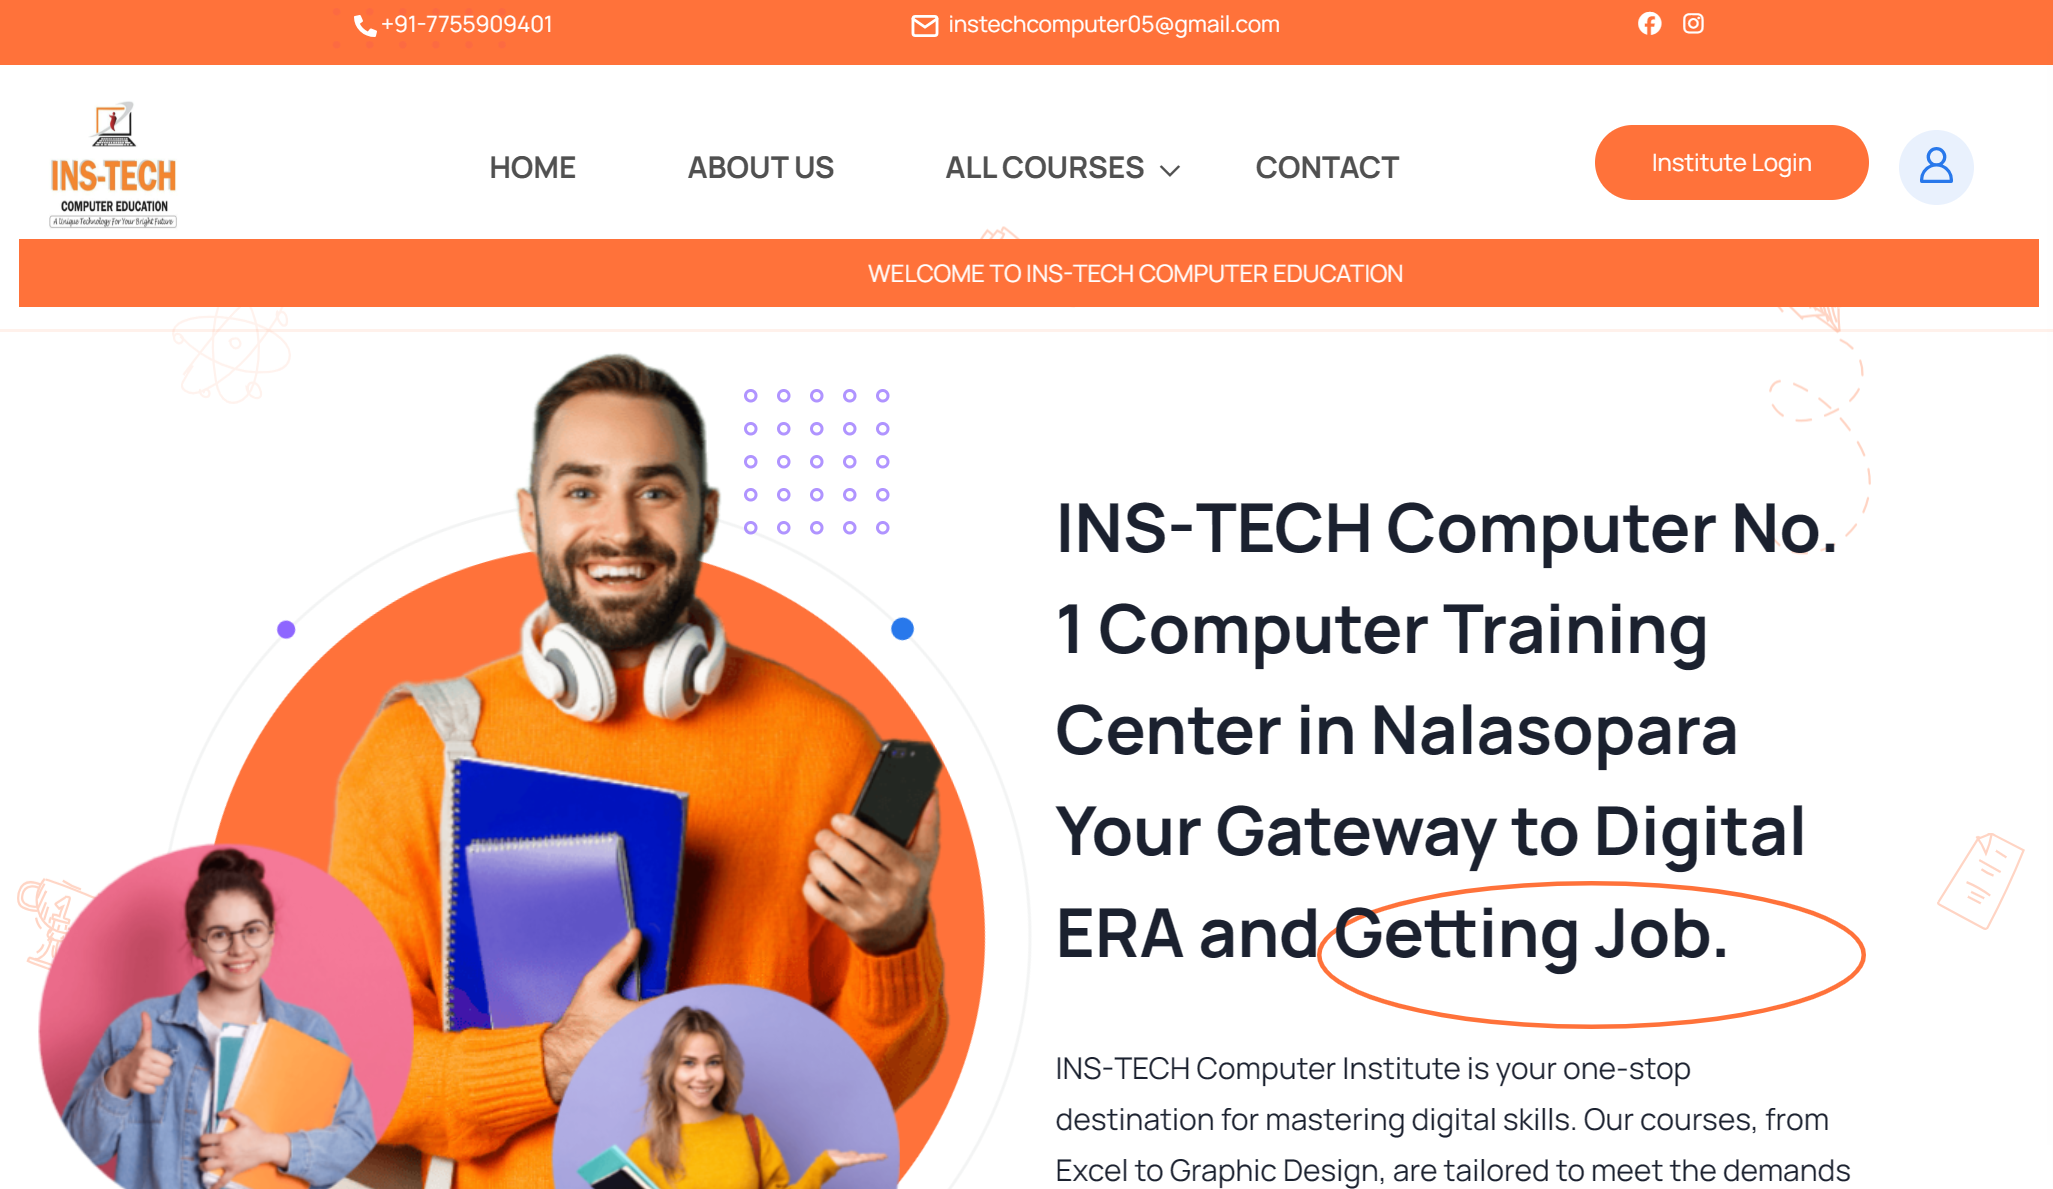 +91-7755909401
instechcomputer05@gmail.com
INS-TECH
COMPUTER EDUCATION
A Unique Technology For Your Bright Future
HOME
ABOUT US
ALL COURSES
CONTACT
Institute Login
WELCOME TO INS-TECH COMPUTER EDUCATION
INS-TECH Computer No.
1 Computer Training
Center in Nalasopara
Your Gateway to Digital
ERA and Getting Job.
INS-TECH Computer Institute is your one-stop
destination for mastering digital skills. Our courses, from
Excel to Graphic Design, are tailored to meet the demands
1